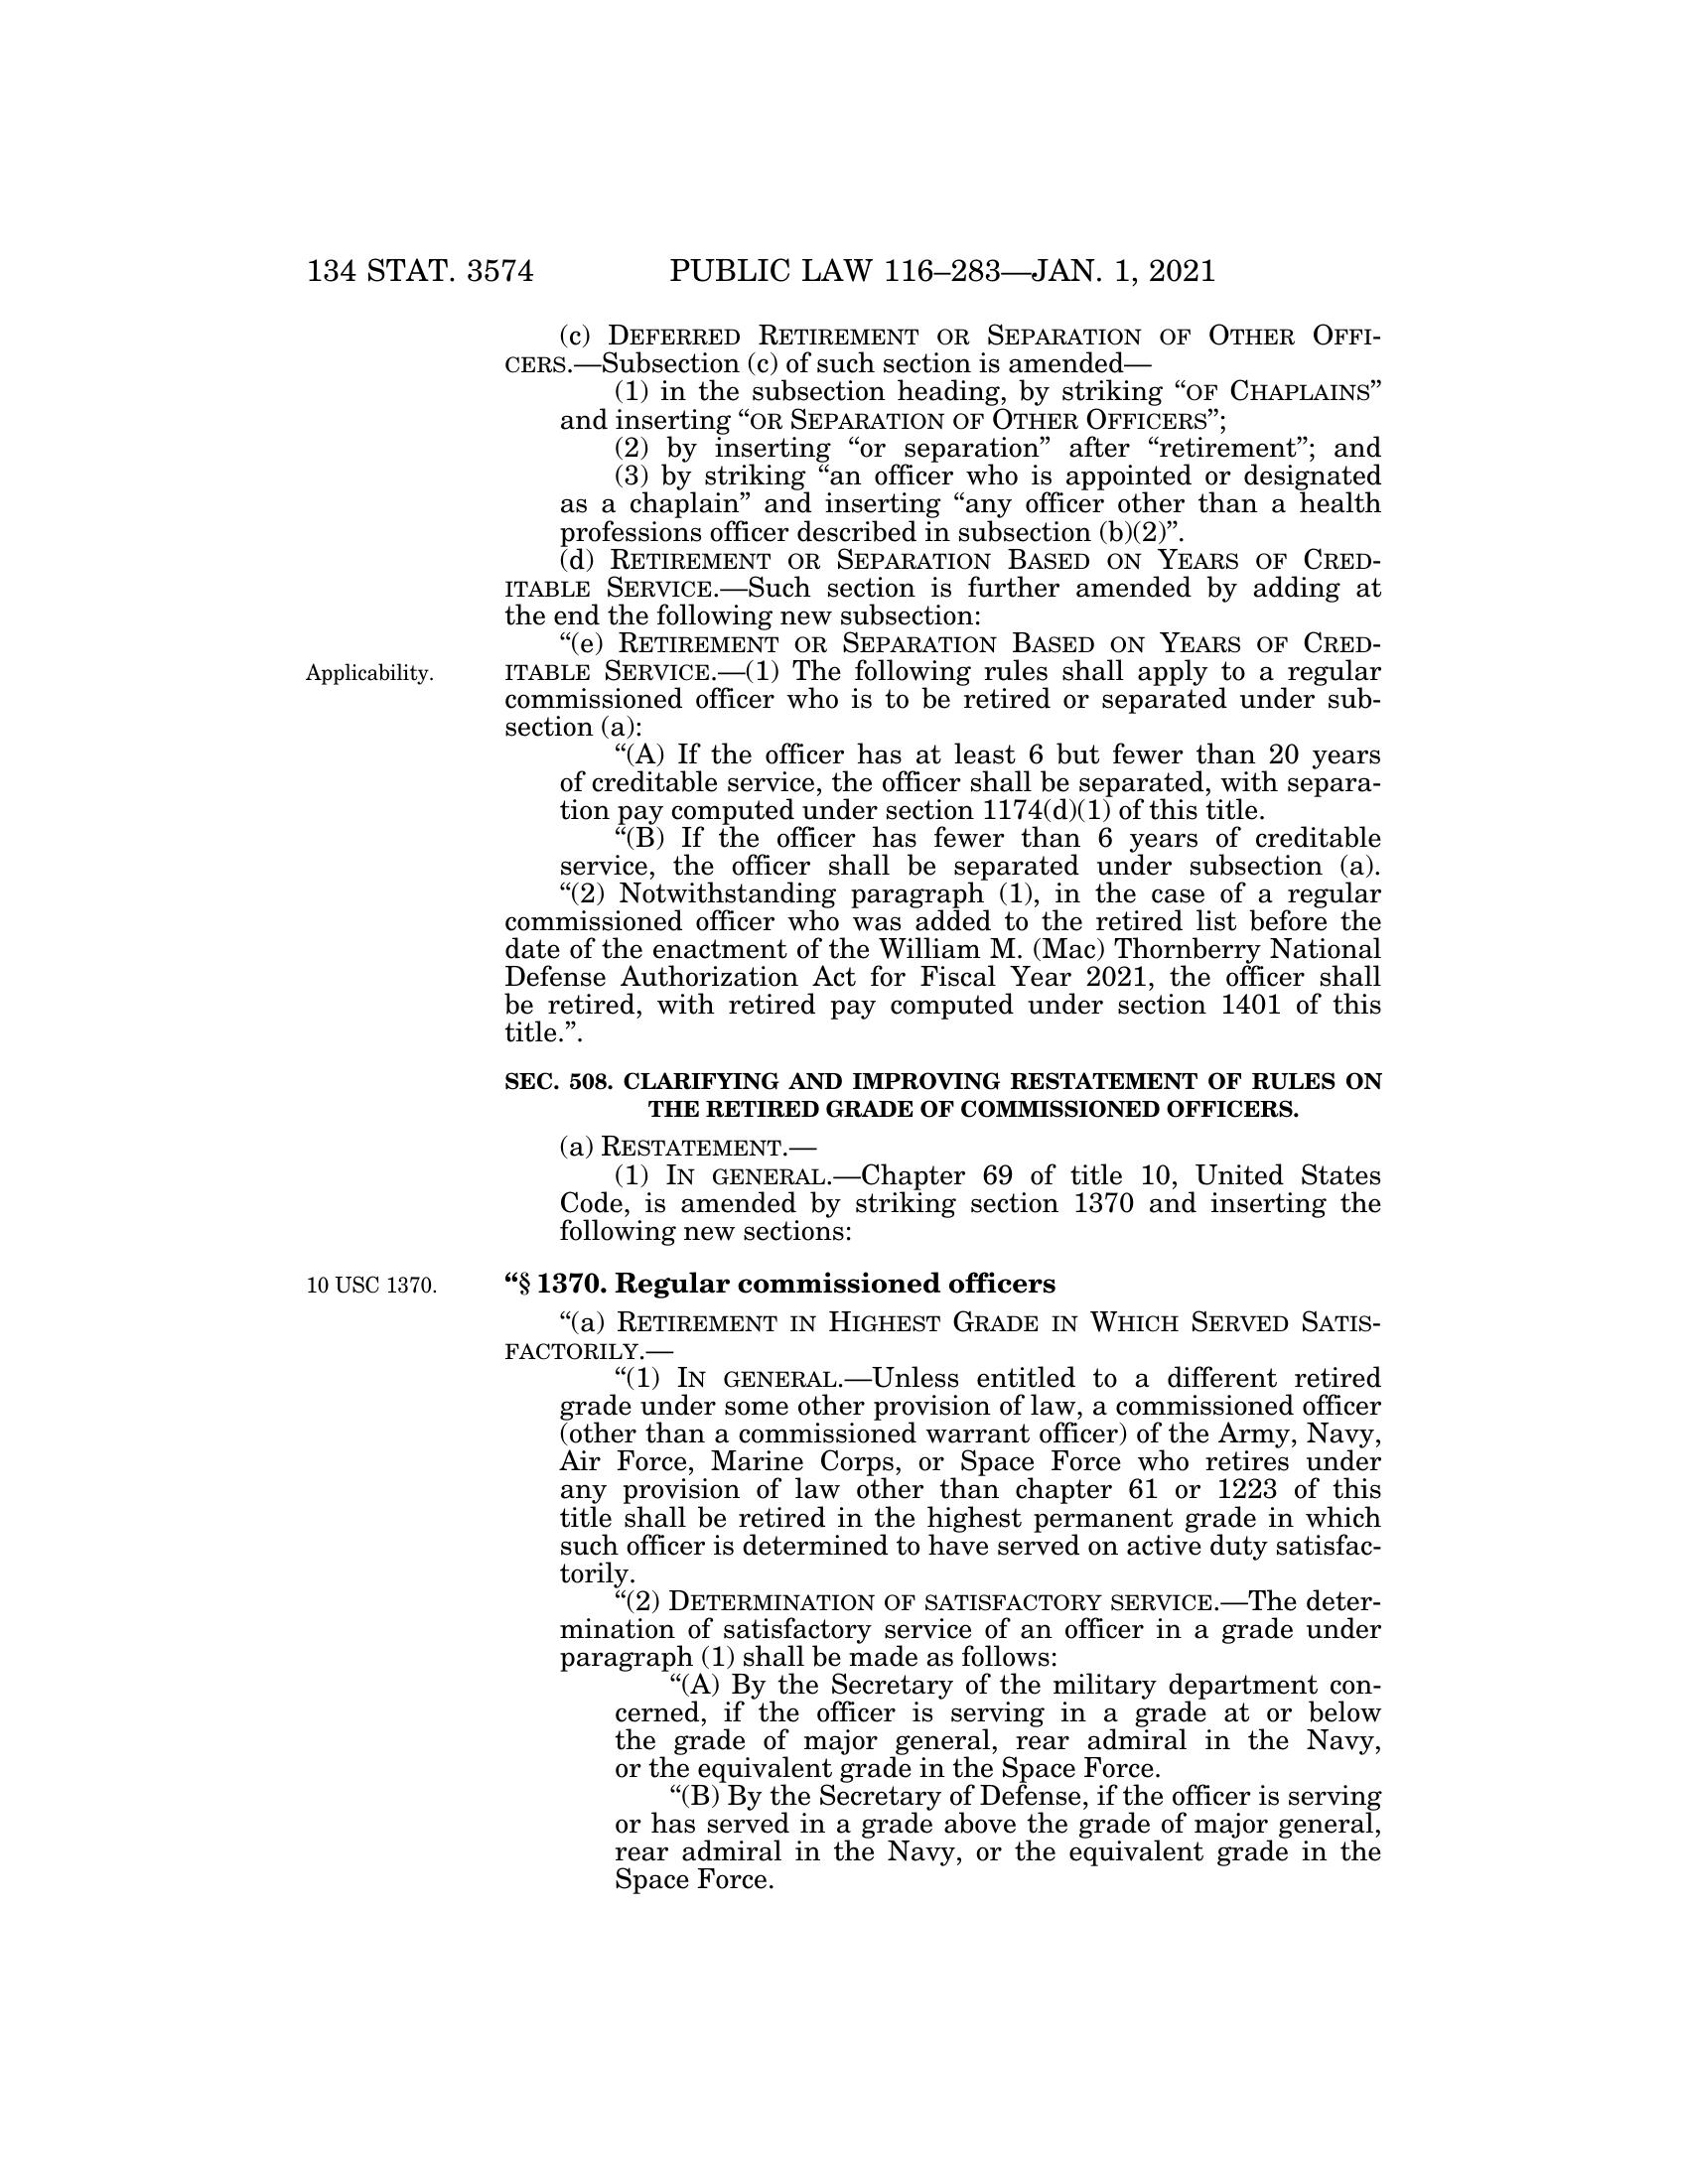 134 STAT. 3574 PUBLIC LAW 116–283—JAN. 1, 2021
(c) DEFERRED RETIREMENT OR SEPARATION OF OTHER OFFI-
CERS.—Subsection (c) of such section is amended—
(1) in the subsection heading, by striking “OF CHAPLAINS”
and inserting “OR SEPARATION OF OTHER OFFICERS”;
(2) by inserting “or separation” after “retirement”; and
(3) by striking “an officer who is appointed or designated
as a chaplain” and inserting “any officer other than a health
professions officer described in subsection (b)(2)”.
(d) RETIREMENT OR SEPARATION BASED ON YEARS OF CRED-
ITABLE SERVICE.—Such section is further amended by adding at
the end the following new subsection:
“(e) RETIREMENT OR SEPARATION BASED ON YEARS OF CRED-
Applicability.
ITABLE SERVICE.—(1) The following rules shall apply to a regular
commissioned officer who is to be retired or separated under sub-
section (a):
“(A) If the officer has at least 6 but fewer than 20 years
of creditable service, the officer shall be separated, with separa-
tion pay computed under section 1174(d)(1) of this title.
“(B) If the officer has fewer than 6 years of creditable
service, the officer shall be separated under subsection (a).
“(2) Notwithstanding paragraph (1), in the case of a regular
commissioned officer who was added to the retired list before the
date of the enactment of the William M. (Mac) Thornberry National
Defense Authorization Act for Fiscal Year 2021, the officer shall
be retired, with retired pay computed under section 1401 of this
title.”.
SEC. 508. CLARIFYING AND IMPROVING RESTATEMENT OF RULES ON
THE RETIRED GRADE OF COMMISSIONED OFFICERS.
(a) RESTATEMENT.—
(1) IN GENERAL.—Chapter 69 of title 10, United States
Code, is amended by striking section 1370 and inserting the
following new sections:
10 USC 1370.
“§ 1370. Regular commissioned officers
“(a) RETIREMENT IN HIGHEST GRADE IN WHICH SERVED SATIS-
FACTORILY.—
“(1) IN GENERAL.—Unless entitled to a different retired
grade under some other provision of law, a commissioned officer
(other than a commissioned warrant officer) of the Army, Navy,
Air Force, Marine Corps, or Space Force who retires under
any provision of law other than chapter 61 or 1223 of this
title shall be retired in the highest permanent grade in which
such officer is determined to have served on active duty satisfac-
torily.
“(2) DETERMINATION OF SATISFACTORY SERVICE.—The deter-
mination of satisfactory service of an officer in a grade under
paragraph (1) shall be made as follows:
“(A) By the Secretary of the military department con-
cerned, if the officer is serving in a grade at or below
the grade of major general, rear admiral in the Navy,
or the equivalent grade in the Space Force.
“(B) By the Secretary of Defense, if the officer is serving
or has served in a grade above the grade of major general,
rear admiral in the Navy, or the equivalent grade in the
Space Force.